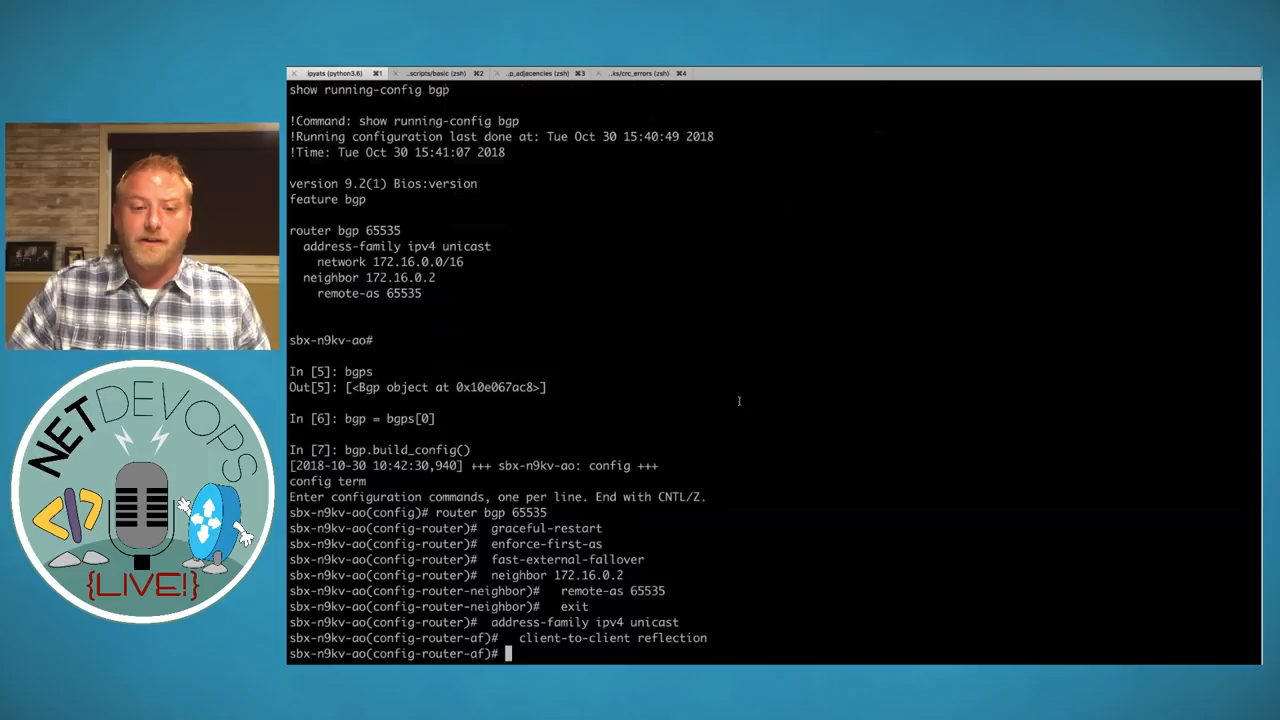 ipyats (python3.6) ⌘1 ..scripts/basic (zsh) ⌘2 ..p_adjacencies (zsh) ⌘3 ..ks/crc_errors (zsh) ⌘4
show running-config bgp
!Command: show running-config bgp
!Running configuration last done at: Tue Oct 30 15:40:49 2018
!Time: Tue Oct 30 15:41:07 2018
version 9.2(1) Bios:version
feature bgp
router bgp 65535
address-family ipv4 unicast
network 172.16.0.0/16
neighbor 172.16.0.2
remote-as 65535
sbx-n9kv-ao#
In [5]: bgps
Out[5]: [<Bgp object at 0x10e067ac8>]
In [6]: bgp = bgps[0]
In [7]: bgp.build_config()
[2018-10-30 10:42:30,940] +++ sbx-n9kv-ao: config +++
config term
Enter configuration commands, one per line. End with CNTL/Z.
sbx-n9kv-ao(config)# router bgp 65535
sbx-n9kv-ao(config-router)# graceful-restart
sbx-n9kv-ao(config-router)# enforce-first-as
sbx-n9kv-ao(config-router)# fast-external-fallover
sbx-n9kv-ao(config-router)# neighbor 172.16.0.2
sbx-n9kv-ao(config-router-neighbor)# remote-as 65535
sbx-n9kv-ao(config-router-neighbor)# exit
sbx-n9kv-ao(config-router)# address-family ipv4 unicast
sbx-n9kv-ao(config-router-af)# client-to-client reflection
sbx-n9kv-ao(config-router-af)#
NETDEVOPS
</>
{LIVE!}